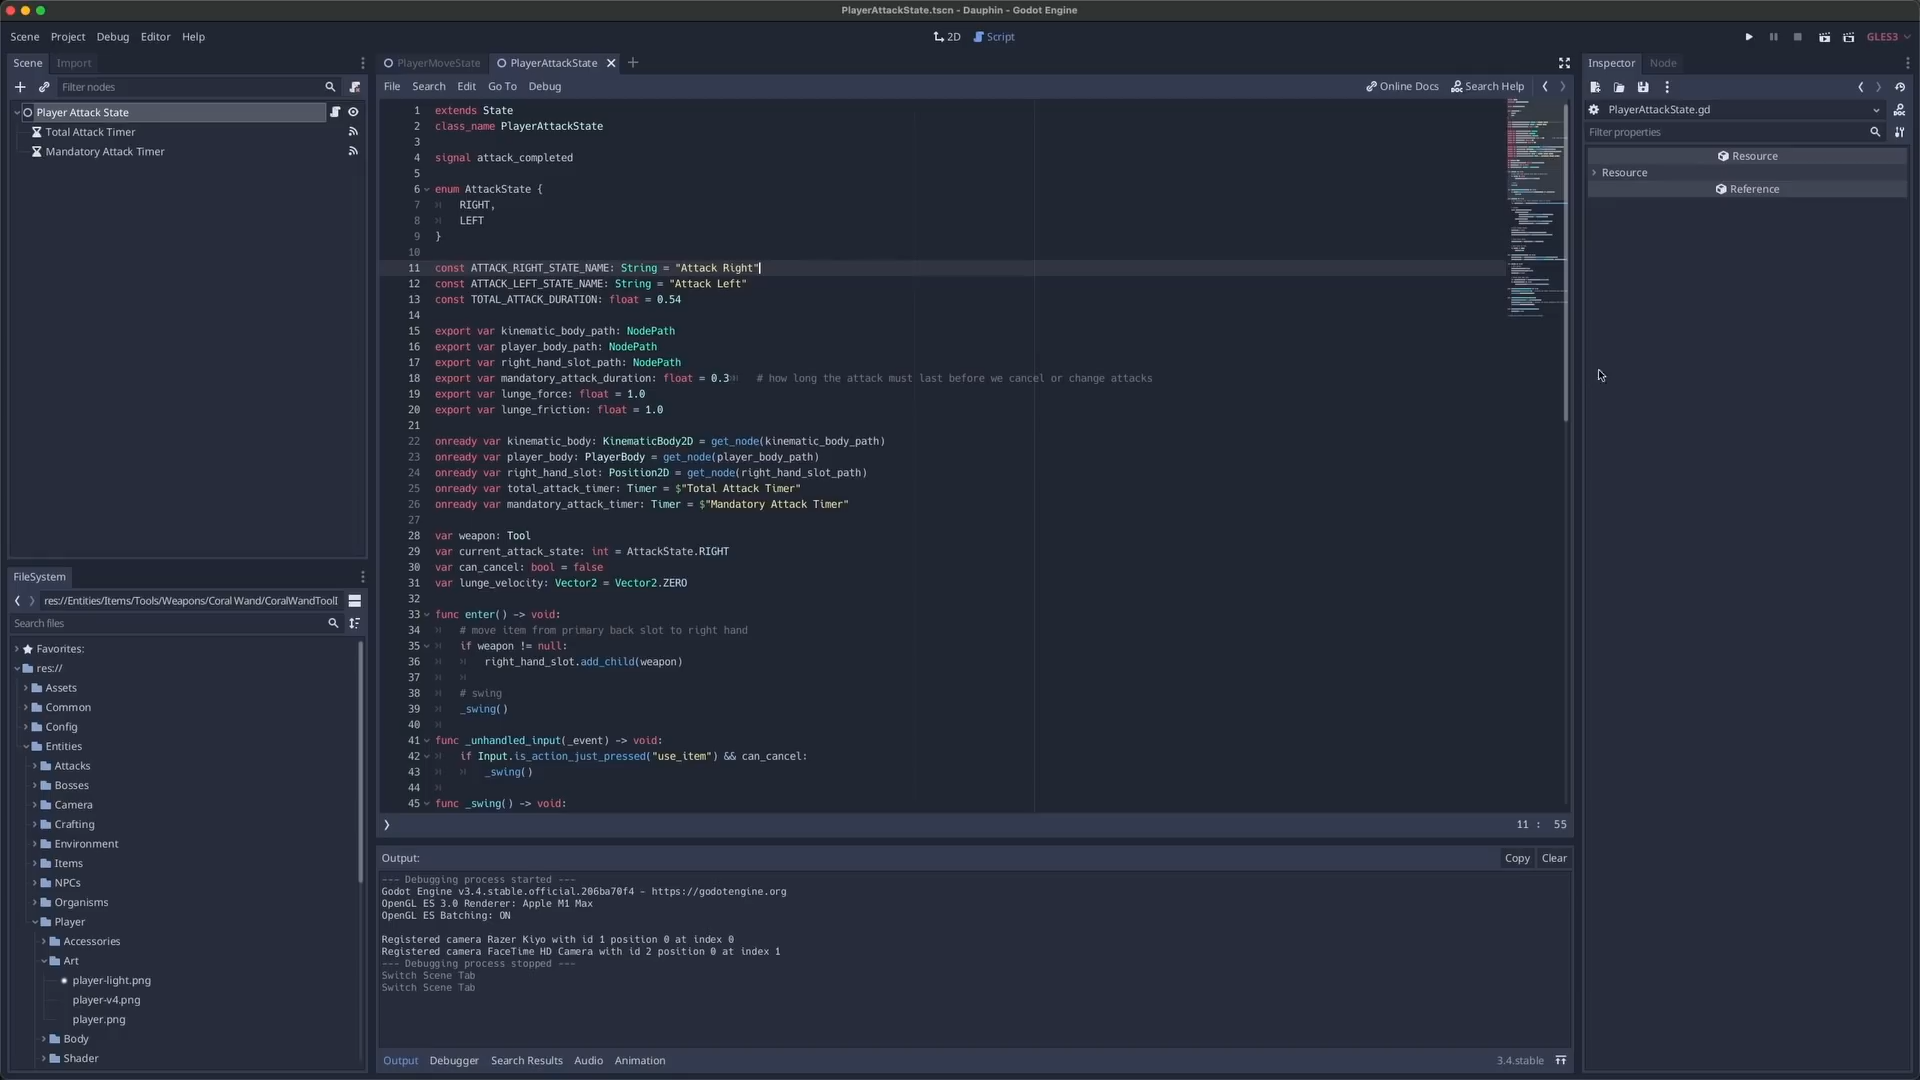 PlayerAttackState.tscn - Dauphin - Godot Engine
Scene Project Debug Editor Help
2D Script
GLES3
Scene Import
Filter nodes
Player Attack State
Total Attack Timer
Mandatory Attack Timer
FileSystem
res://Entities/Items/Tools/Weapons/Coral Wand/CoralWandToolI
Search files
Favorites:
res://
Assets
Common
Config
Entities
Attacks
Bosses
Camera
Crafting
Environment
Items
NPCs
Organisms
Player
Accessories
Art
player-light.png
player-v4.png
player.png
Body
Shader
PlayerMoveState PlayerAttackState
File Search Edit Go To Debug
Online Docs Search Help
1 extends State
2 class_name PlayerAttackState
3
4 signal attack_completed
5
6 enum AttackState {
7 RIGHT,
8 LEFT
9 }
10
11 const ATTACK_RIGHT_STATE_NAME: String = "Attack Right"
12 const ATTACK_LEFT_STATE_NAME: String = "Attack Left"
13 const TOTAL_ATTACK_DURATION: float = 0.54
14
15 export var kinematic_body_path: NodePath
16 export var player_body_path: NodePath
17 export var right_hand_slot_path: NodePath
18 export var mandatory_attack_duration: float = 0.3 # how long the attack must last before we cancel or change attacks
19 export var lunge_force: float = 1.0
20 export var lunge_friction: float = 1.0
21
22 onready var kinematic_body: KinematicBody2D = get_node(kinematic_body_path)
23 onready var player_body: PlayerBody = get_node(player_body_path)
24 onready var right_hand_slot: Position2D = get_node(right_hand_slot_path)
25 onready var total_attack_timer: Timer = $"Total Attack Timer"
26 onready var mandatory_attack_timer: Timer = $"Mandatory Attack Timer"
27
28 var weapon: Tool
29 var current_attack_state: int = AttackState.RIGHT
30 var can_cancel: bool = false
31 var lunge_velocity: Vector2 = Vector2.ZERO
32
33 func enter() -> void:
34 # move item from primary back slot to right hand
35 if weapon != null:
36 right_hand_slot.add_child(weapon)
37
38 # swing
39 _swing()
40
41 func _unhandled_input(_event) -> void:
42 if Input.is_action_just_pressed("use_item") && can_cancel:
43 _swing()
44
45 func _swing() -> void:
11 : 55
Output:
Copy Clear
--- Debugging process started ---
Godot Engine v3.4.stable.official.206ba70f4 - https://godotengine.org
OpenGL ES 3.0 Renderer: Apple M1 Max
OpenGL ES Batching: ON
Registered camera Razer Kiyo with id 1 position 0 at index 0
Registered camera FaceTime HD Camera with id 2 position 0 at index 1
--- Debugging process stopped ---
Switch Scene Tab
Switch Scene Tab
Output Debugger Search Results Audio Animation
3.4.stable
Inspector Node
PlayerAttackState.gd
Filter properties
Resource
Resource
Reference